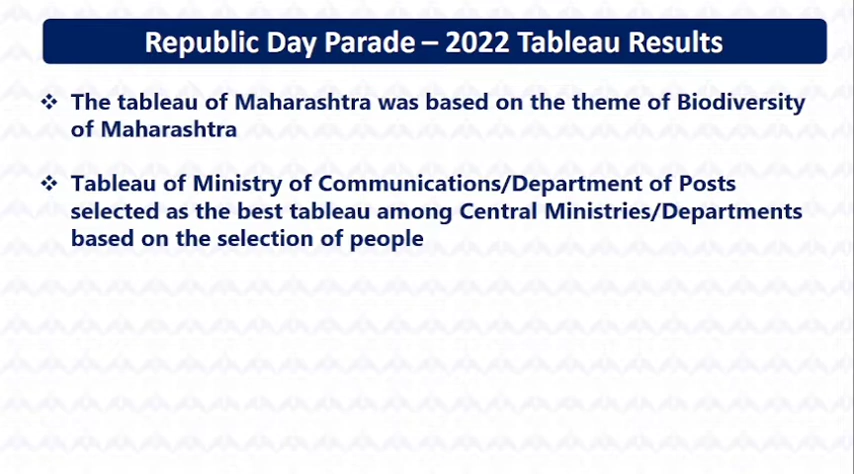 Republic Day Parade – 2022 Tableau Results
❖ The tableau of Maharashtra was based on the theme of Biodiversity
of Maharashtra
❖ Tableau of Ministry of Communications/Department of Posts
selected as the best tableau among Central Ministries/Departments
based on the selection of people